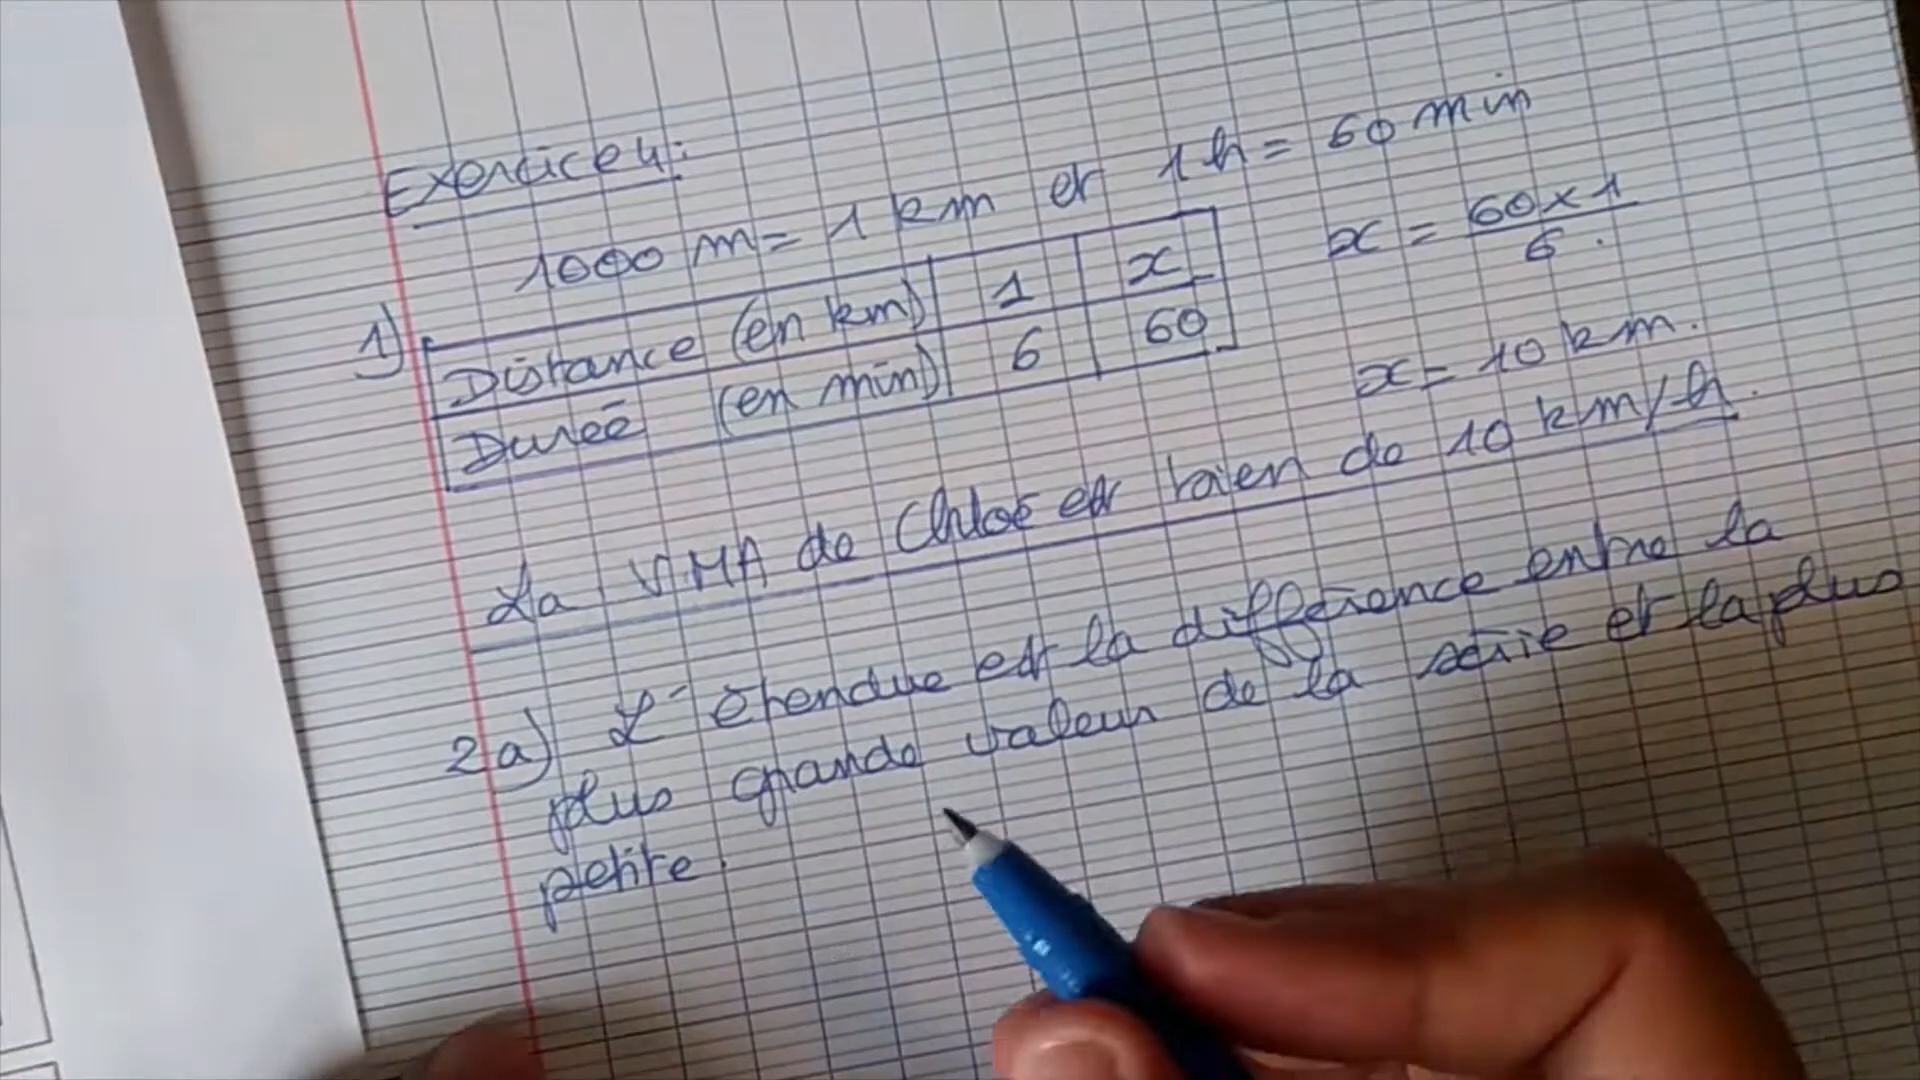 Exercice 4:
1000 m = 1 km et 1 h = 60 min
1) Distance (en km) 1 x
Durée (en min) 6 60
x = 60 x 1 / 6.
x = 10 km.
La VMA de Chloé est bien de 10 km/h.
2a) L'étendue est la différence entre la
plus grande valeur de la série et la plus
petite.